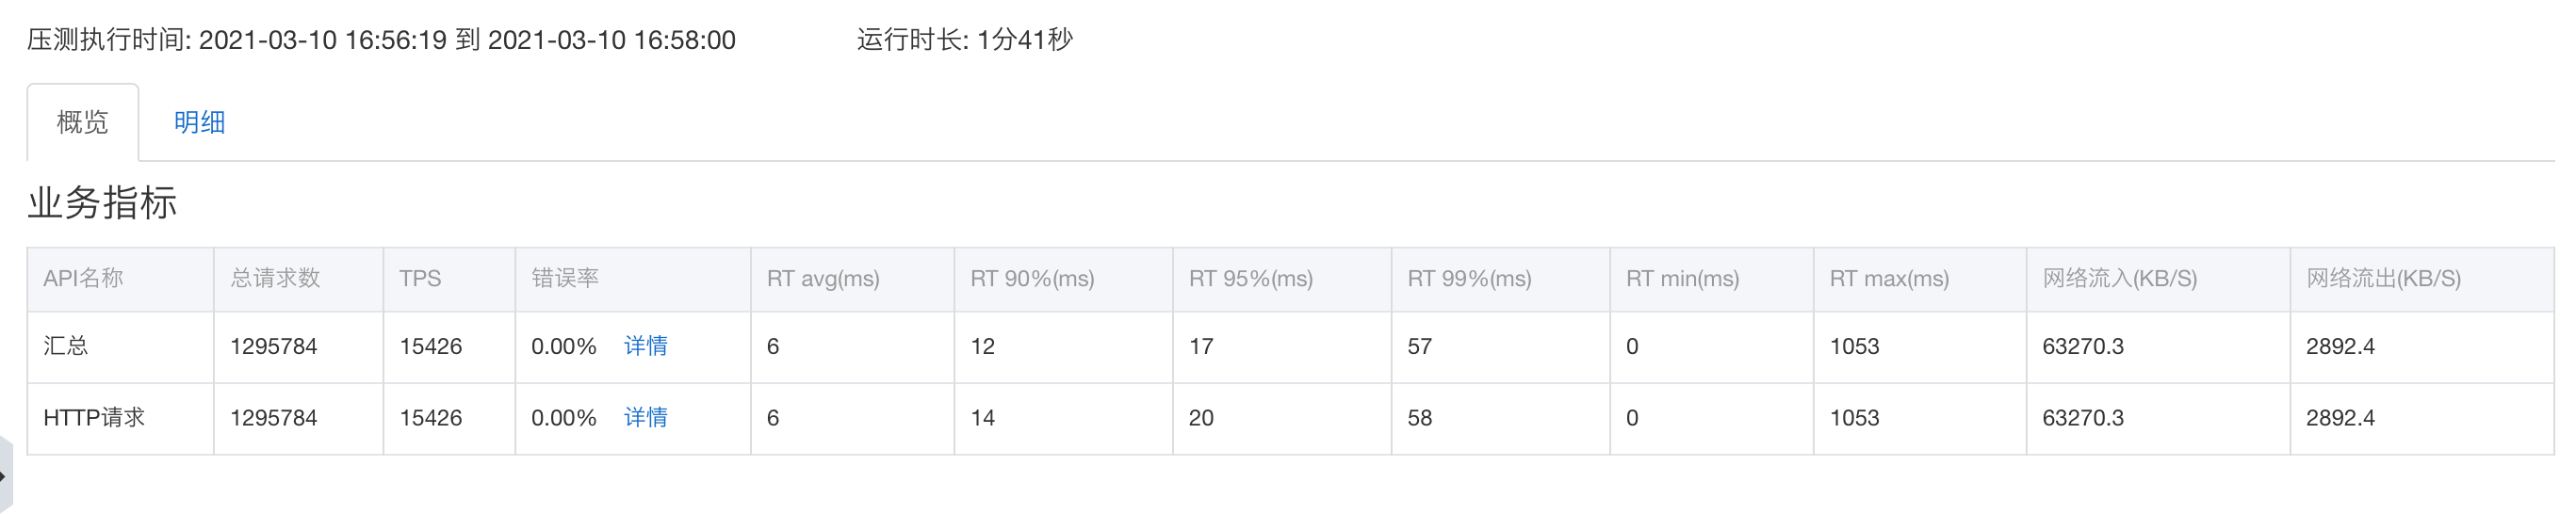 压测执行时间: 2021-03-10 16:56:19 到 2021-03-10 16:58:00 运行时长: 1分41秒
概览 明细
业务指标
API名称 总请求数 TPS 错误率 RT avg(ms) RT 90%(ms) RT 95%(ms) RT 99%(ms) RT min(ms) RT max(ms) 网络流入(KB/S) 网络流出(KB/S)
汇总 1295784 15426 0.00% 详情 6 12 17 57 0 1053 63270.3 2892.4
HTTP请求 1295784 15426 0.00% 详情 6 14 20 58 0 1053 63270.3 2892.4